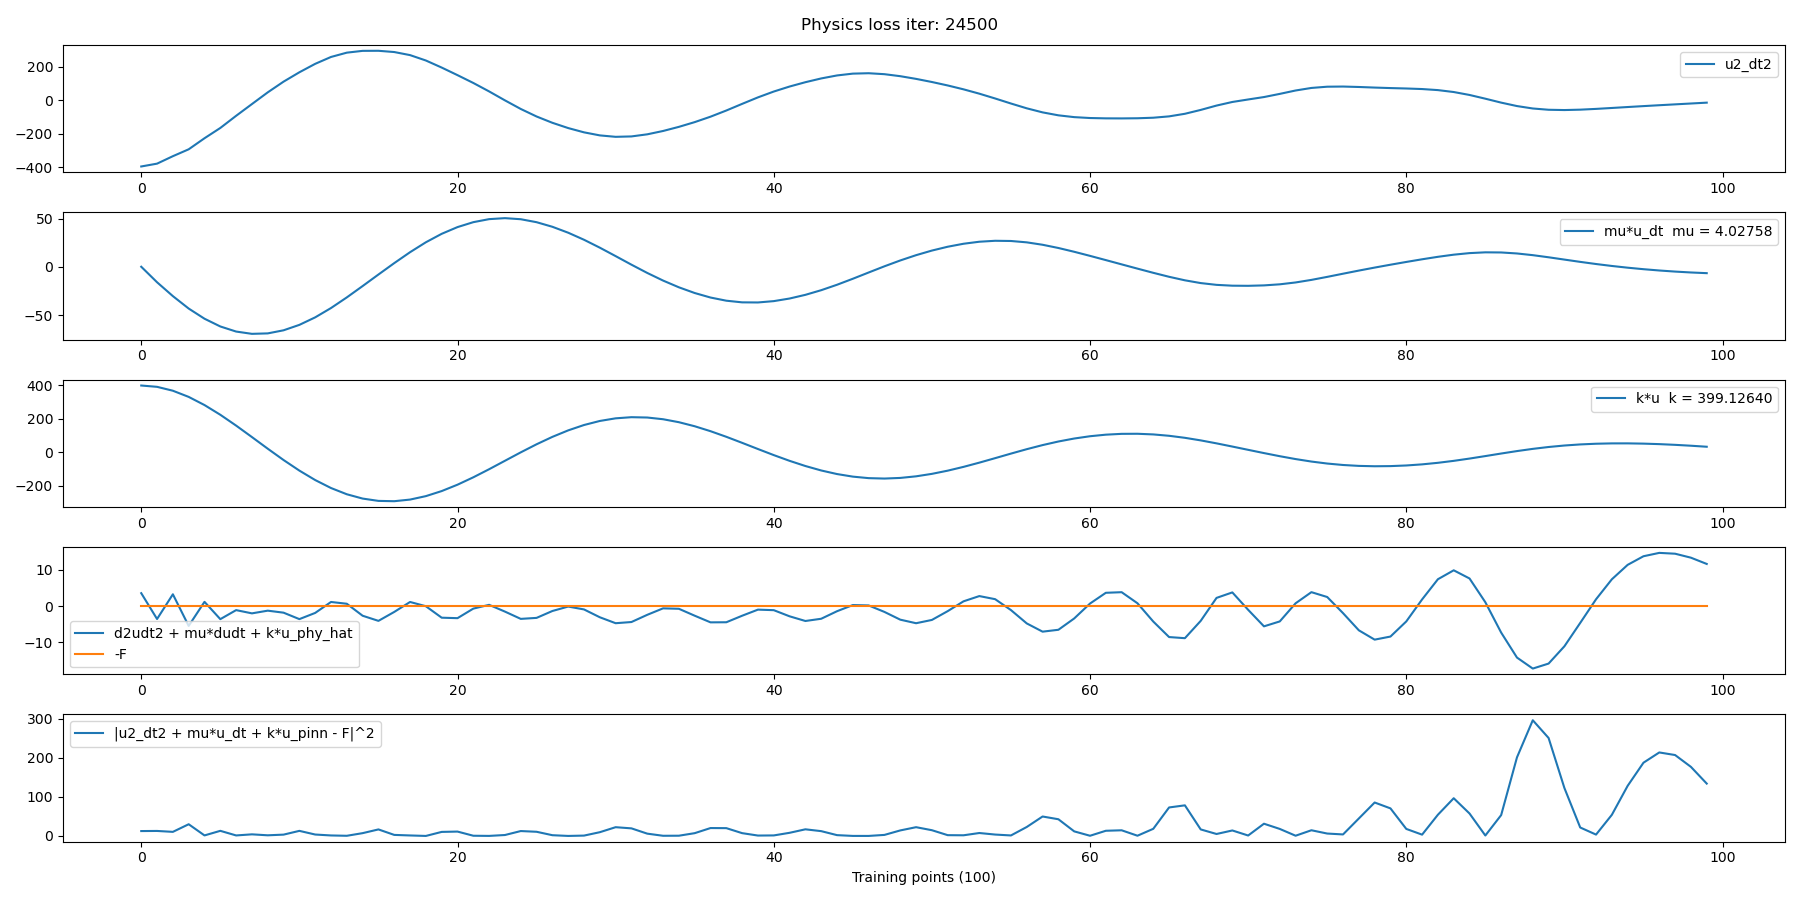 Physics loss iter: 24500
200
0
−200
−400
u2_dt2
0 20 40 60 80 100
50
0
−50
mu*u_dt  mu = 4.02758
0 20 40 60 80 100
400
200
0
−200
k*u  k = 399.12640
0 20 40 60 80 100
10
0
−10
d2udt2 + mu*dudt + k*u_phy_hat
-F
0 20 40 60 80 100
300
200
100
0
|u2_dt2 + mu*u_dt + k*u_pinn - F|^2
0 20 40 60 80 100
Training points (100)